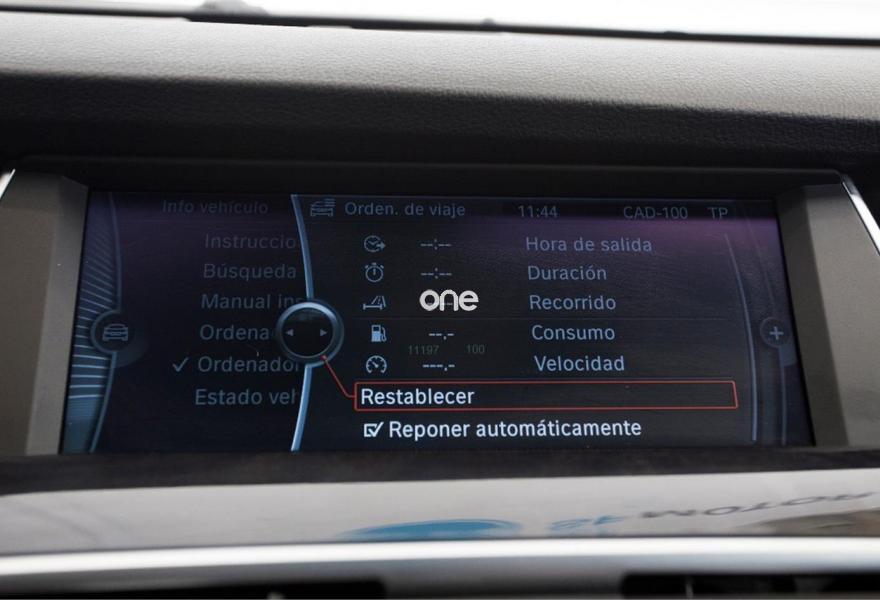 Info vehículo
Orden. de viaje 11:44 CAD-100 TP
Instruccio
Búsqueda
Manual in
Ordena
Ordenador
Estado veh
--:-- Hora de salida
--:-- Duración
Recorrido
--,- Consumo
---,- Velocidad
Restablecer
Reponer automáticamente
one
11197 100